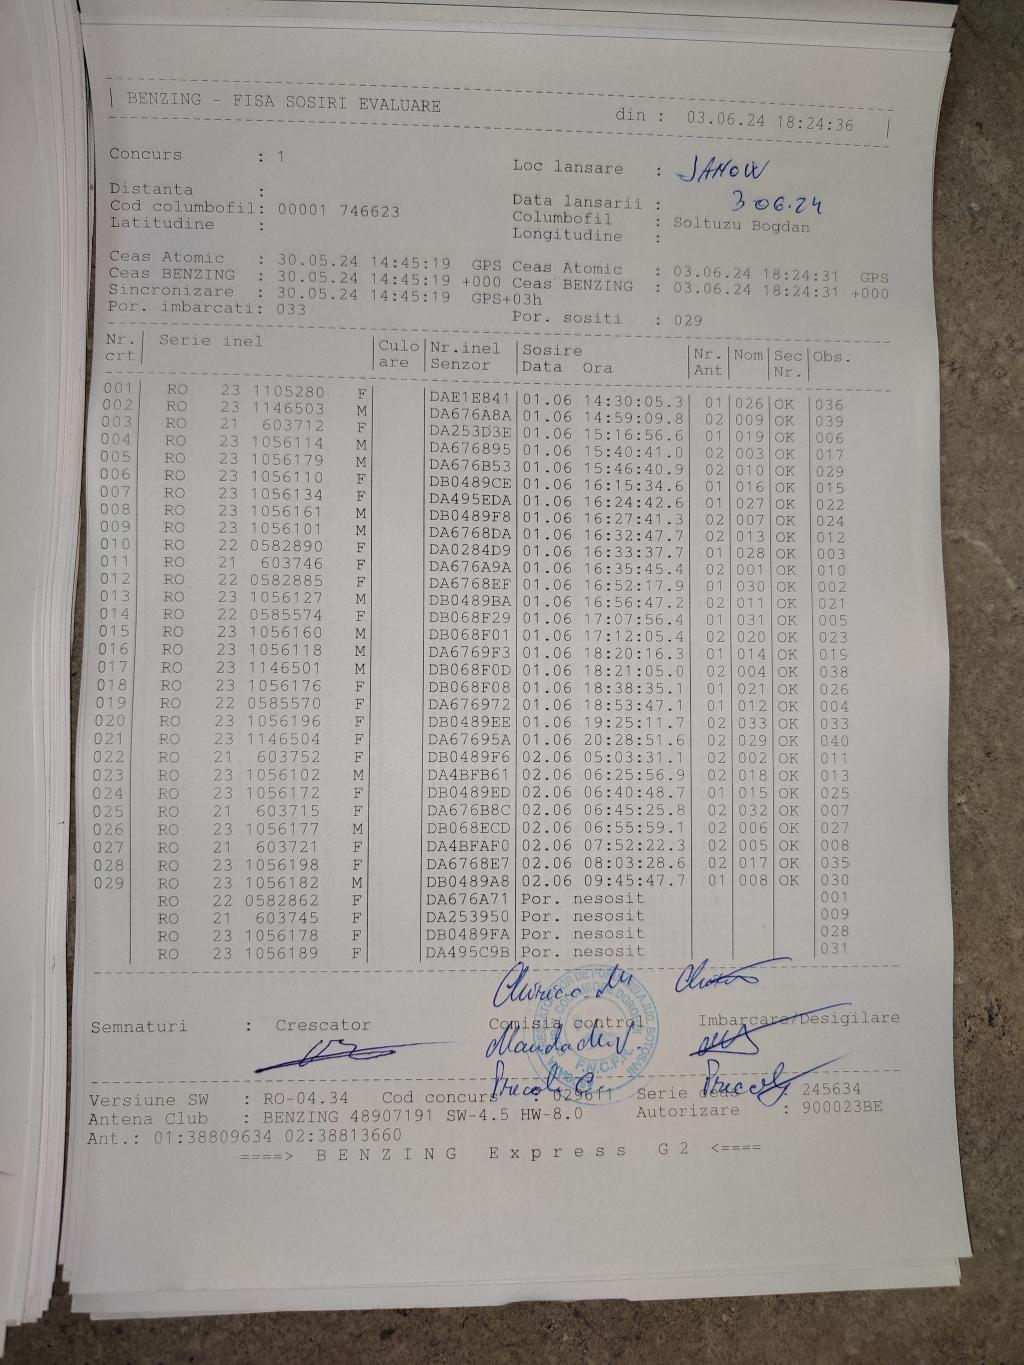 BENZING - FISA SOSIRI EVALUARE din : 03.06.24 18:24:36
Concurs : 1 Loc lansare : JANOW
Distanta : Data lansarii : 3 06.24
Cod columbofil: 00001 746623 Columbofil : Soltuzu Bogdan
Latitudine : Longitudine :
Ceas Atomic : 30.05.24 14:45:19 GPS Ceas Atomic : 03.06.24 18:24:31 GPS
Ceas BENZING : 30.05.24 14:45:19 +000 Ceas BENZING : 03.06.24 18:24:31 +000
Sincronizare : 30.05.24 14:45:19 GPS+03h
Por. imbarcati: 033 Por. sositi : 029
Nr. Serie inel Culo Nr.inel Sosire Nr. Nom Sec Obs.
crt are Senzor Data Ora Ant Nr.
001 RO 23 1105280 F DAE1E841 01.06 14:30:05.3 01 026 OK 036
002 RO 23 1146503 M DA676A8A 01.06 14:59:09.8 02 009 OK 039
003 RO 21 603712 F DA253D3E 01.06 15:16:56.6 01 019 OK 006
004 RO 23 1056114 M DA676895 01.06 15:40:41.0 02 003 OK 017
005 RO 23 1056179 M DA676B53 01.06 15:46:40.9 02 010 OK 029
006 RO 23 1056110 F DB0489CE 01.06 16:15:34.6 01 016 OK 015
007 RO 23 1056134 F DA495EDA 01.06 16:24:42.6 01 027 OK 022
008 RO 23 1056161 M DB0489F8 01.06 16:27:41.3 02 007 OK 024
009 RO 23 1056101 M DA6768DA 01.06 16:32:47.7 02 013 OK 012
010 RO 22 0582890 F DA0284D9 01.06 16:33:37.7 01 028 OK 003
011 RO 21 603746 F DA676A9A 01.06 16:35:45.4 02 001 OK 010
012 RO 22 0582885 F DA6768EF 01.06 16:52:17.9 01 030 OK 002
013 RO 23 1056127 M DB0489BA 01.06 16:56:47.2 02 011 OK 021
014 RO 22 0585574 F DB068F29 01.06 17:07:56.4 01 031 OK 005
015 RO 23 1056160 M DB068F01 01.06 17:12:05.4 02 020 OK 023
016 RO 23 1056118 M DA6769F3 01.06 18:20:16.3 01 014 OK 019
017 RO 23 1146501 M DB068F0D 01.06 18:21:05.0 02 004 OK 038
018 RO 23 1056176 F DB068F08 01.06 18:38:35.1 01 021 OK 026
019 RO 22 0585570 F DA676972 01.06 18:53:47.1 01 012 OK 004
020 RO 23 1056196 F DB0489EE 01.06 19:25:11.7 02 033 OK 033
021 RO 23 1146504 F DA67695A 01.06 20:28:51.6 02 029 OK 040
022 RO 21 603752 F DB0489F6 02.06 05:03:31.1 02 002 OK 011
023 RO 23 1056102 M DA4BFB61 02.06 06:25:56.9 02 018 OK 013
024 RO 23 1056172 F DB0489ED 02.06 06:40:48.7 01 015 OK 025
025 RO 21 603715 F DA676B8C 02.06 06:45:25.8 02 032 OK 007
026 RO 23 1056177 M DB068ECD 02.06 06:55:59.1 02 006 OK 027
027 RO 21 603721 F DA4BFAF0 02.06 07:52:22.3 02 005 OK 008
028 RO 23 1056198 F DA6768E7 02.06 08:03:28.6 02 017 OK 035
029 RO 23 1056182 M DB0489A8 02.06 09:45:47.7 01 008 OK 030
RO 22 0582862 F DA676A71 Por. nesosit 001
RO 21 603745 F DA253950 Por. nesosit 009
RO 23 1056178 F DB0489FA Por. nesosit 028
RO 23 1056189 F DA495C9B Por. nesosit 031
Semnaturi : Crescator Comisia control Imbarcare/Desigilare
F.N.C.P.R.
Versiune SW : RO-04.34 Cod concurs : 029611 Serie ceas : 245634
Antena Club : BENZING 48907191 SW-4.5 HW-8.0 Autorizare : 900023BE
Ant.: 01:38809634 02:38813660
====> BENZING Express G2 <====